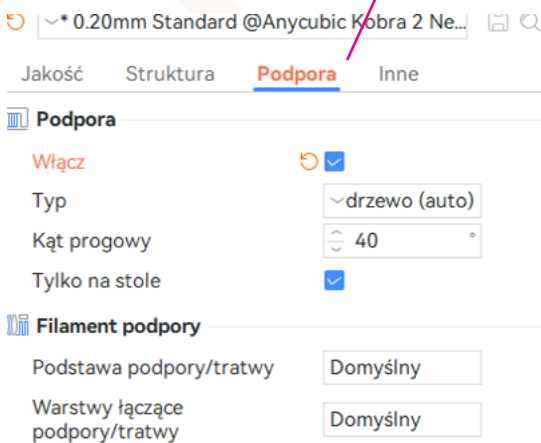 * 0.20mm Standard @Anycubic Kobra 2 Ne...
Jakość Struktura Podpora Inne
Podpora
Włącz
Typ drzewo (auto)
Kąt progowy 40 °
Tylko na stole
Filament podpory
Podstawa podpory/tratwy Domyślny
Warstwy łączące
podpory/tratwy Domyślny